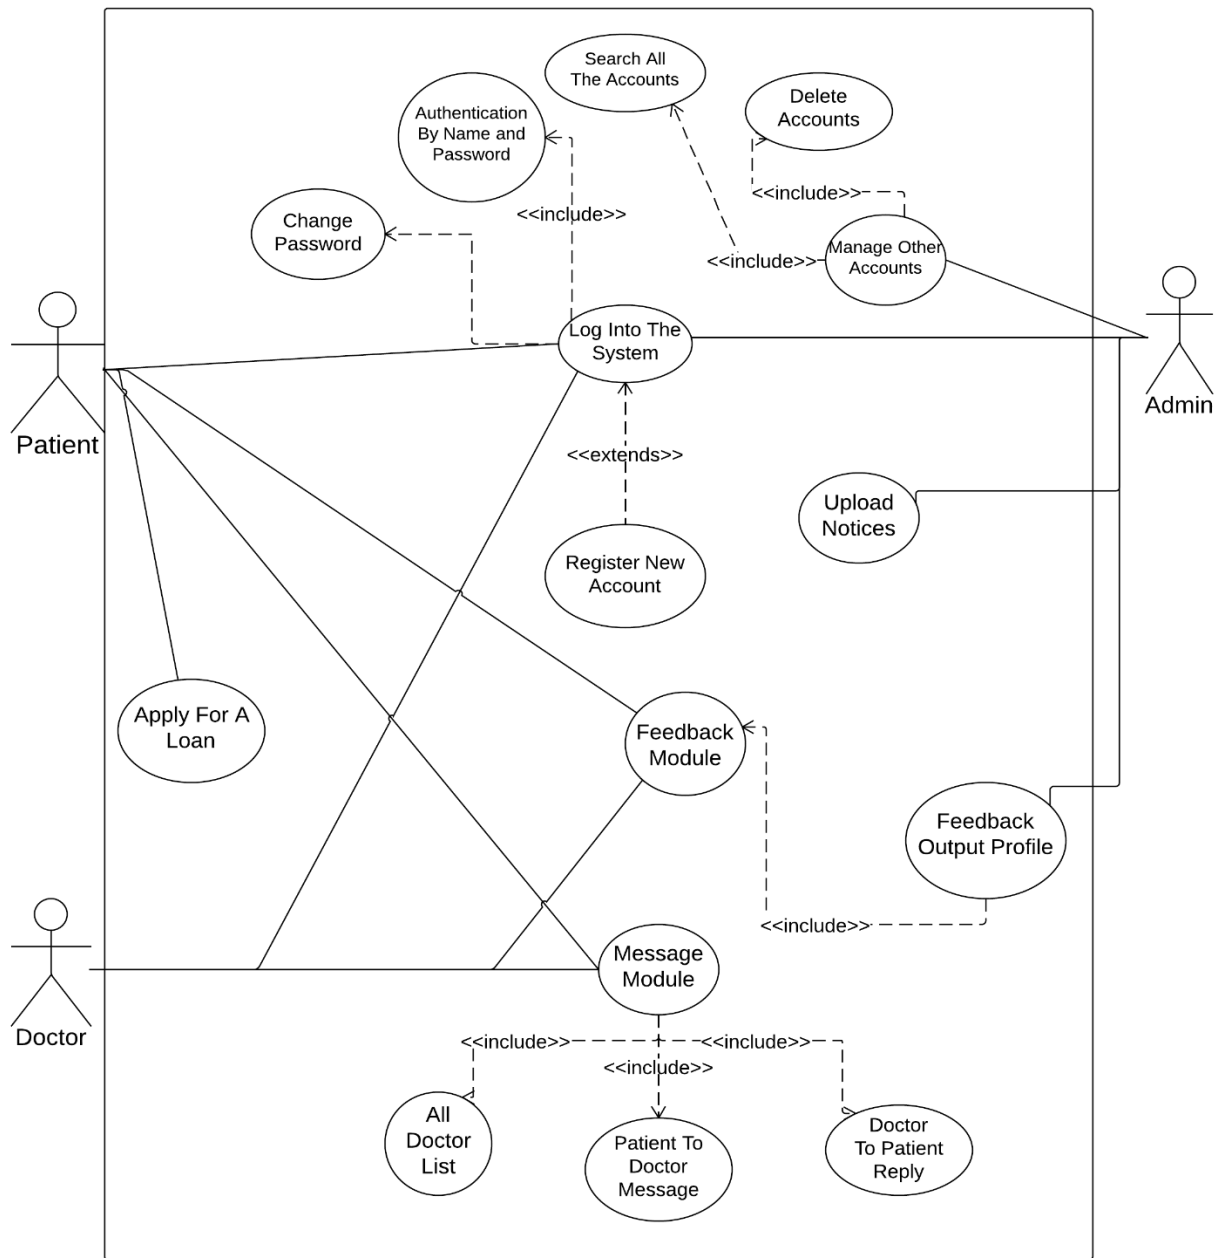 Search All
The Accounts
Delete
Accounts
Authentication
By Name and
Password
<<include>>
<<include>>
Change
Password
Manage Other
Accounts
<<include>>
Log Into The
System
Patient
Admin
<<extends>>
Upload
Notices
Register New
Account
Apply For A
Loan
Feedback
Module
Feedback
Output Profile
<<include>>
Message
Module
Doctor
<<include>>
<<include>>
<<include>>
All
Doctor
List
Patient To
Doctor
Message
Doctor
To Patient
Reply